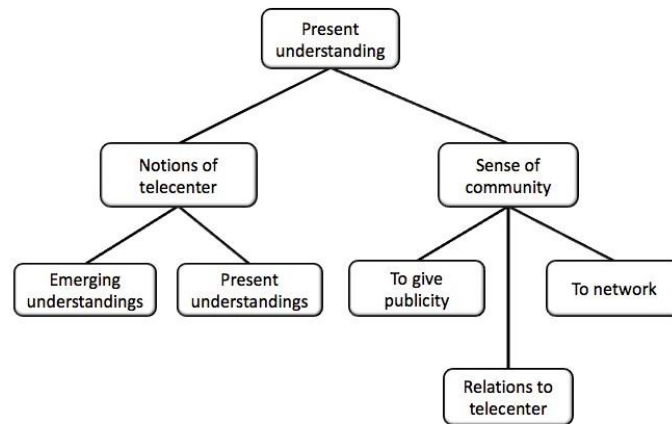 Present
understanding
Notions of
telecenter
Sense of
community
Emerging
understandings
Present
understandings
To give
publicity
To network
Relations to
telecenter